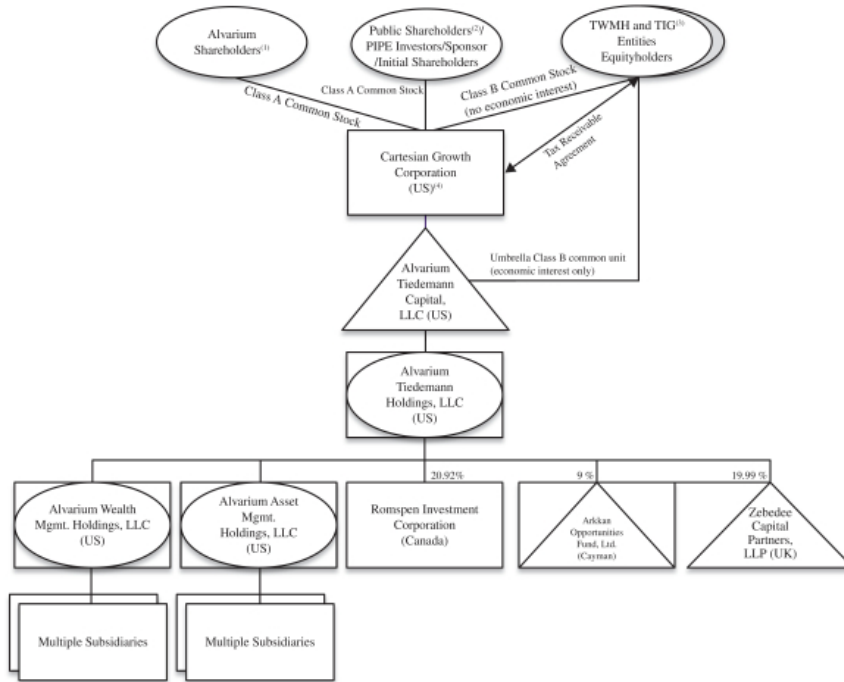 Alvarium
Shareholders(1)
Public Shareholders(2)/
PIPE Investors/Sponsor
/Initial Shareholders
TWMH and TIG(3)
Entities
Equityholders
Class A Common Stock
Class A Common Stock
Class B Common Stock
(no economic interest)
Tax Receivable
Agreement
Cartesian Growth
Corporation
(US)(4)
Umbrella Class B common unit
(economic interest only)
Alvarium
Tiedemann
Capital,
LLC (US)
Alvarium
Tiedemann
Holdings, LLC
(US)
20.92%
9 %
19.99 %
Alvarium Wealth
Mgmt. Holdings, LLC
(US)
Alvarium Asset
Mgmt.
Holdings, LLC
(US)
Romspen Investment
Corporation
(Canada)
Arkkan
Opportunities
Fund, Ltd.
(Cayman)
Zebedee
Capital
Partners,
LLP (UK)
Multiple Subsidiaries
Multiple Subsidiaries